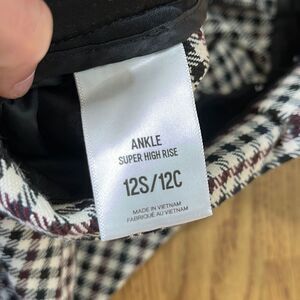 ANKLE
SUPER HIGH RISE
12S/12C
MADE IN VIETNAM
FABRIQUÉ AU VIETNAM